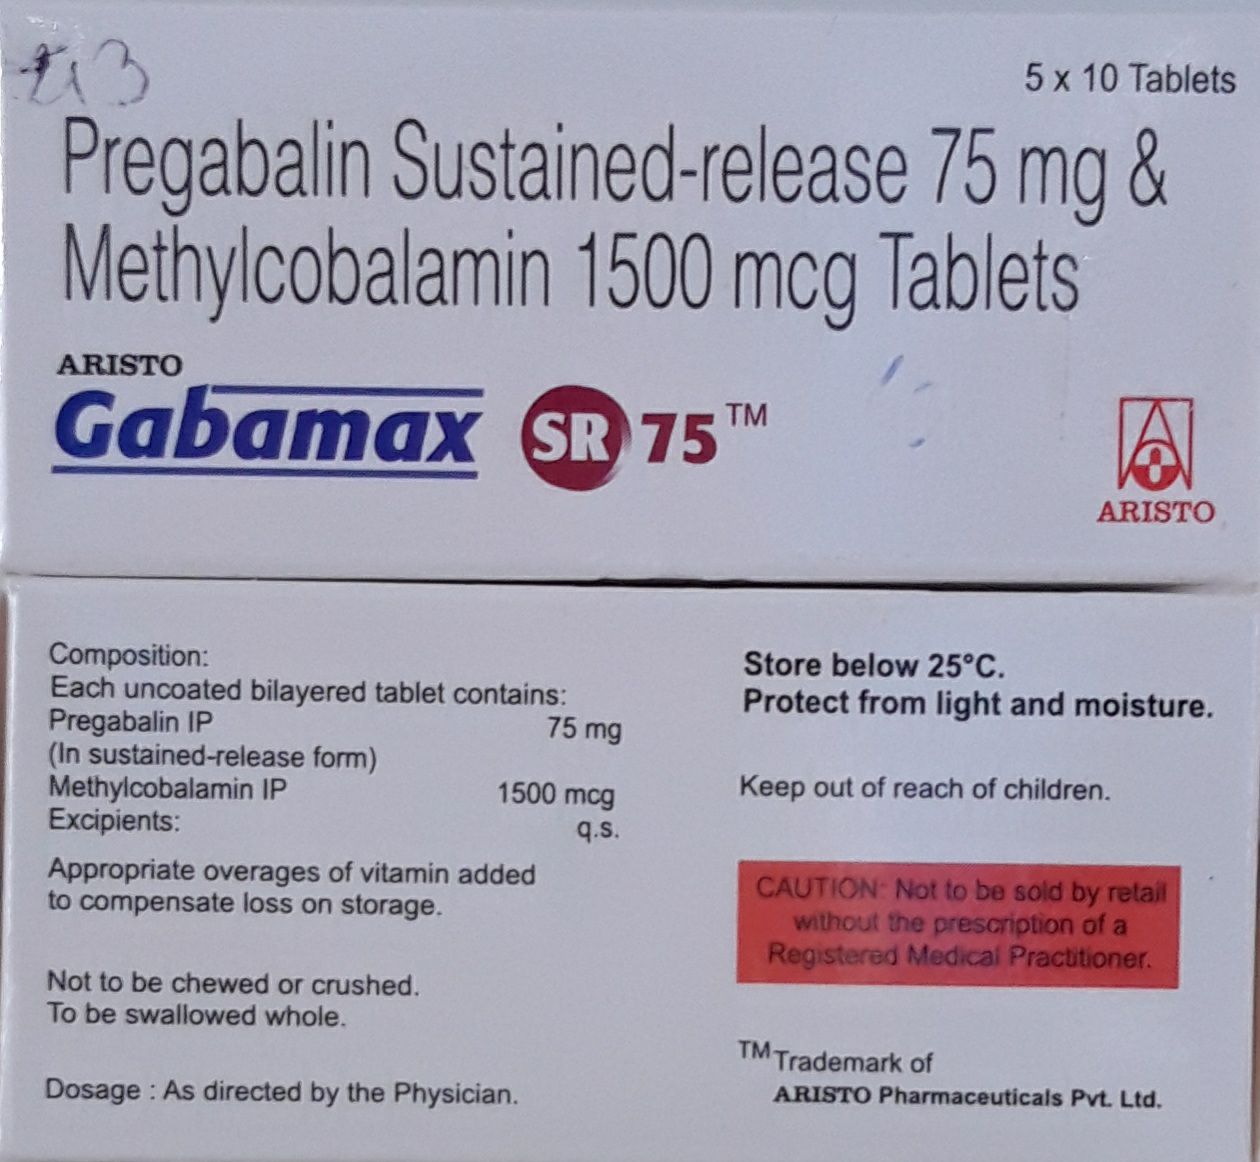 5 x 10 Tablets
Pregabalin Sustained-release 75 mg &
Methylcobalamin 1500 mcg Tablets
ARISTO
Gabamax SR 75 TM
ARISTO
Composition:
Each uncoated bilayered tablet contains:
Pregabalin IP 75 mg
(In sustained-release form)
Methylcobalamin IP 1500 mcg
Excipients: q.s.
Appropriate overages of vitamin added
to compensate loss on storage.
Not to be chewed or crushed.
To be swallowed whole.
Dosage : As directed by the Physician.
Store below 25°C.
Protect from light and moisture.
Keep out of reach of children.
CAUTION: Not to be sold by retail
without the prescription of a
Registered Medical Practitioner.
TM Trademark of
ARISTO Pharmaceuticals Pvt. Ltd.